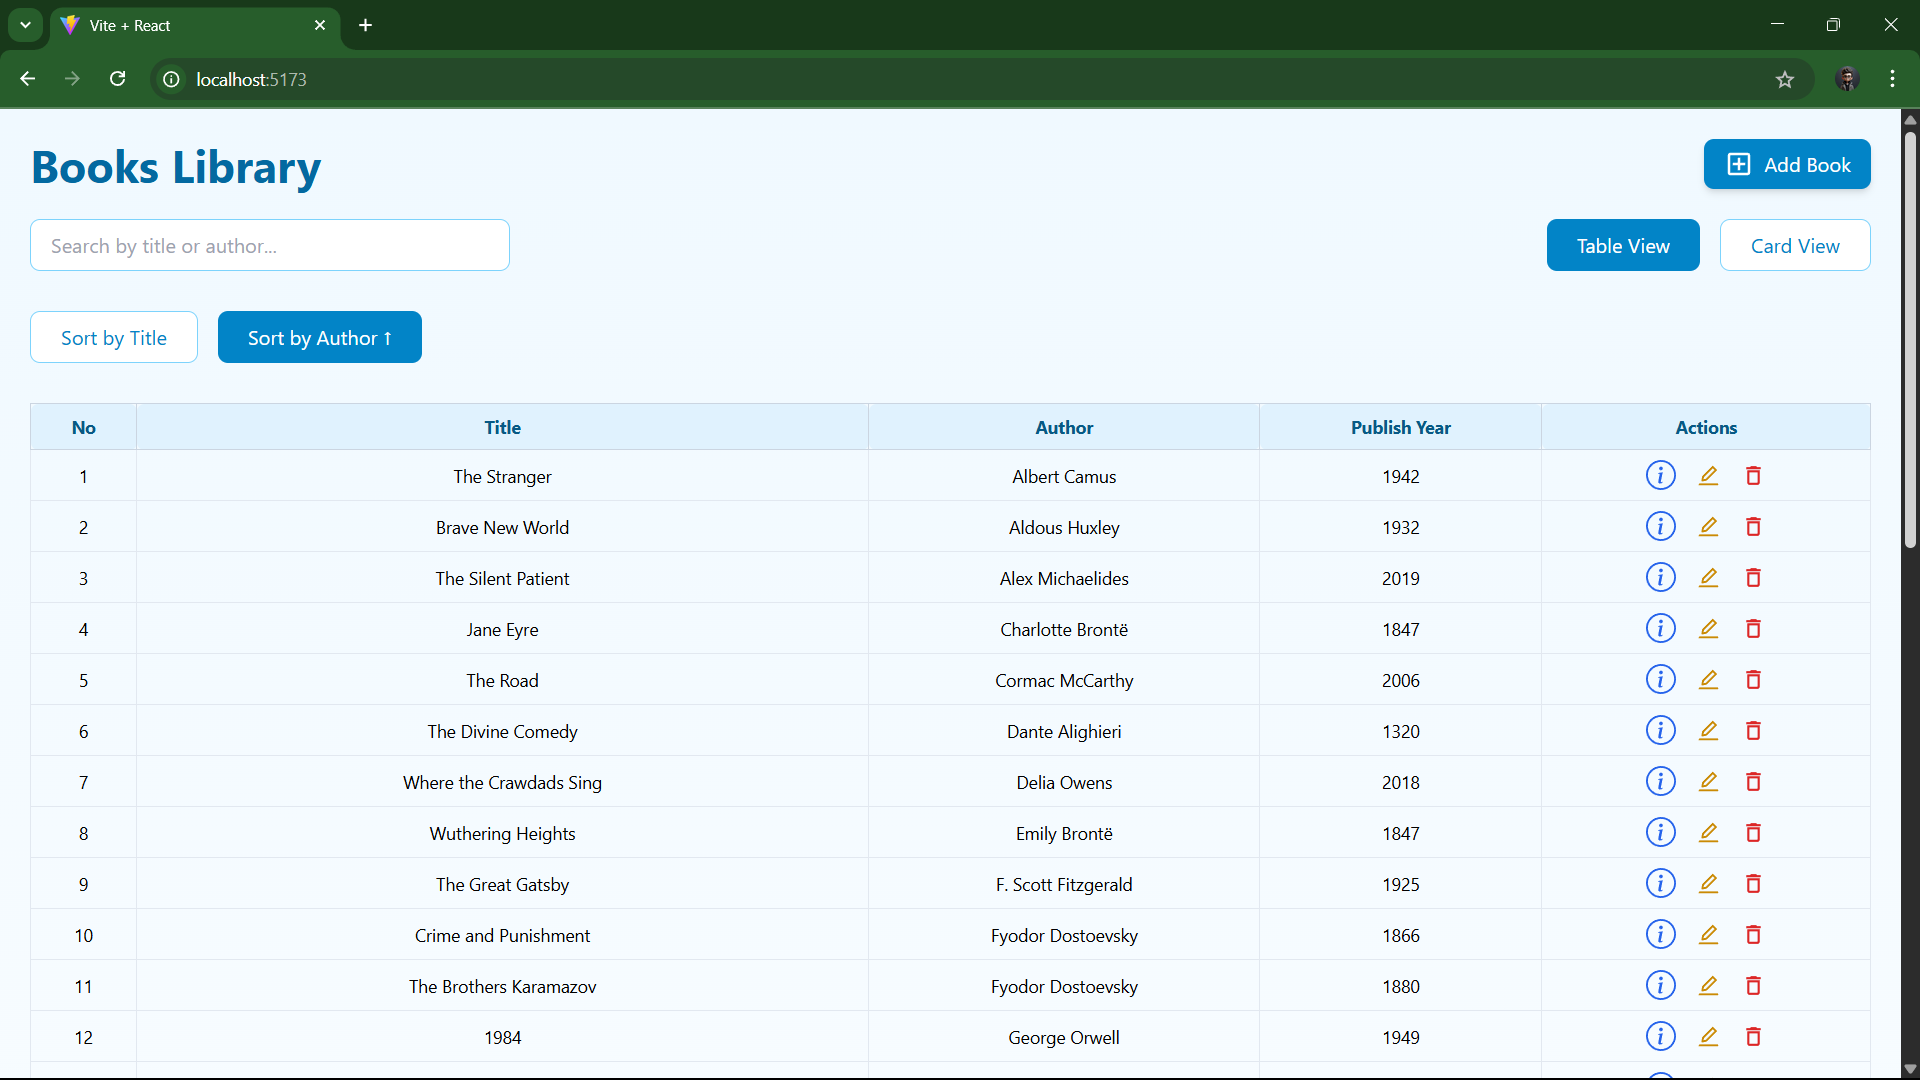 Vite + React
localhost:5173
Books Library
Add Book
Search by title or author...
Table View
Card View
Sort by Title
Sort by Author ↑
No Title Author Publish Year Actions
1 The Stranger Albert Camus 1942
2 Brave New World Aldous Huxley 1932
3 The Silent Patient Alex Michaelides 2019
4 Jane Eyre Charlotte Brontë 1847
5 The Road Cormac McCarthy 2006
6 The Divine Comedy Dante Alighieri 1320
7 Where the Crawdads Sing Delia Owens 2018
8 Wuthering Heights Emily Brontë 1847
9 The Great Gatsby F. Scott Fitzgerald 1925
10 Crime and Punishment Fyodor Dostoevsky 1866
11 The Brothers Karamazov Fyodor Dostoevsky 1880
12 1984 George Orwell 1949